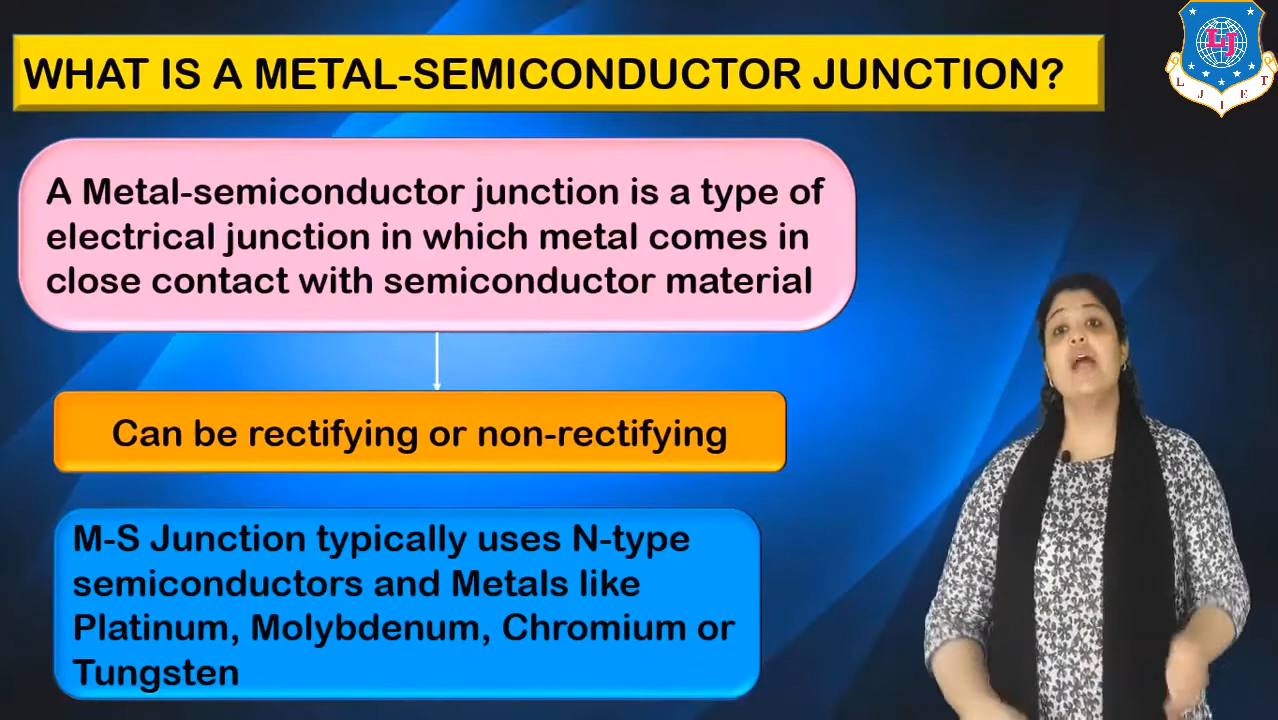 WHAT IS A METAL-SEMICONDUCTOR JUNCTION?
LJ
L J I E T
A Metal-semiconductor junction is a type of
electrical junction in which metal comes in
close contact with semiconductor material
Can be rectifying or non-rectifying
M-S Junction typically uses N-type
semiconductors and Metals like
Platinum, Molybdenum, Chromium or
Tungsten